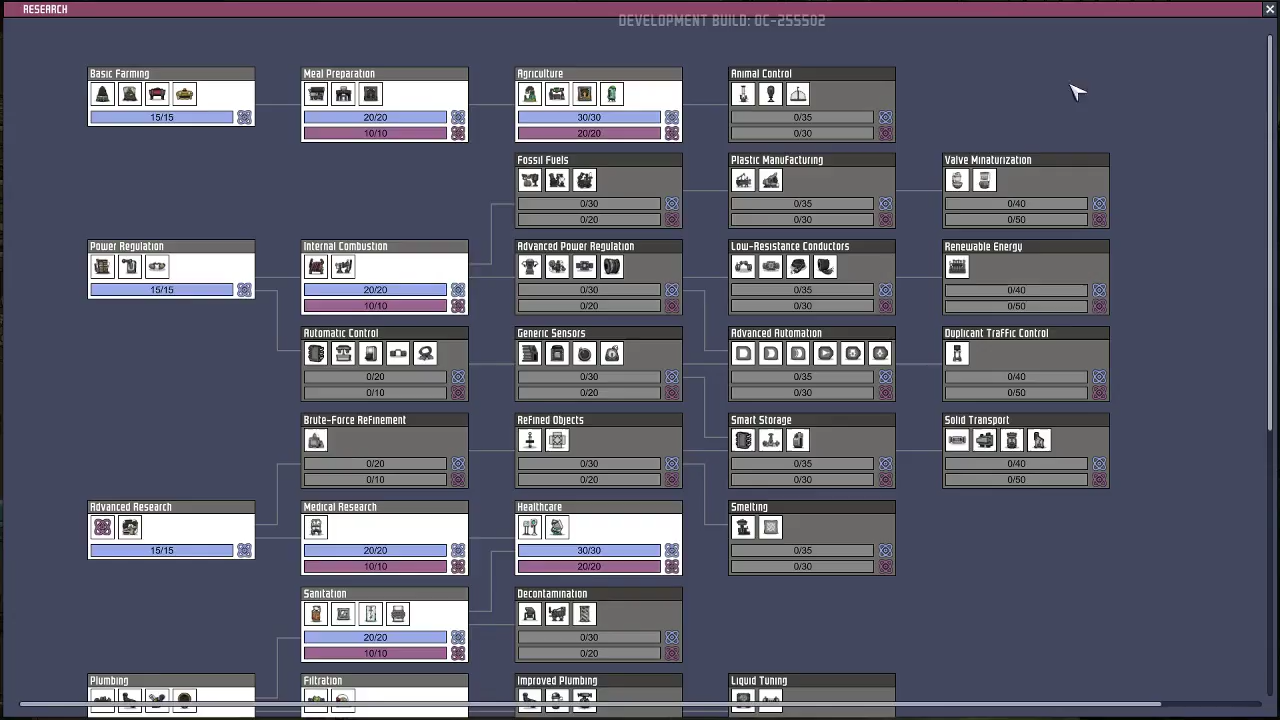 RESEARCH
DEVELOPMENT BUILD: OC-255502
Basic Farming
Meal Preparation
Agriculture
Animal Control
15/15
20/20
30/30
0/35
10/10
20/20
0/30
Fossil Fuels
Plastic Manufacturing
Valve Minaturization
0/30
0/35
0/40
0/20
0/30
0/50
Power Regulation
Internal Combustion
Advanced Power Regulation
Low-Resistance Conductors
Renewable Energy
15/15
20/20
0/30
0/35
0/40
10/10
0/20
0/30
0/50
Automatic Control
Generic Sensors
Advanced Automation
Duplicant Traffic Control
0/20
0/30
0/35
0/40
0/10
0/20
0/30
0/50
Brute-Force Refinement
Refined Objects
Smart Storage
Solid Transport
0/20
0/30
0/35
0/40
0/10
0/20
0/30
0/50
Advanced Research
Medical Research
Healthcare
Smelting
15/15
20/20
30/30
0/35
10/10
20/20
0/30
Sanitation
Decontamination
20/20
0/30
10/10
0/20
Plumbing
Filtration
Improved Plumbing
Liquid Tuning